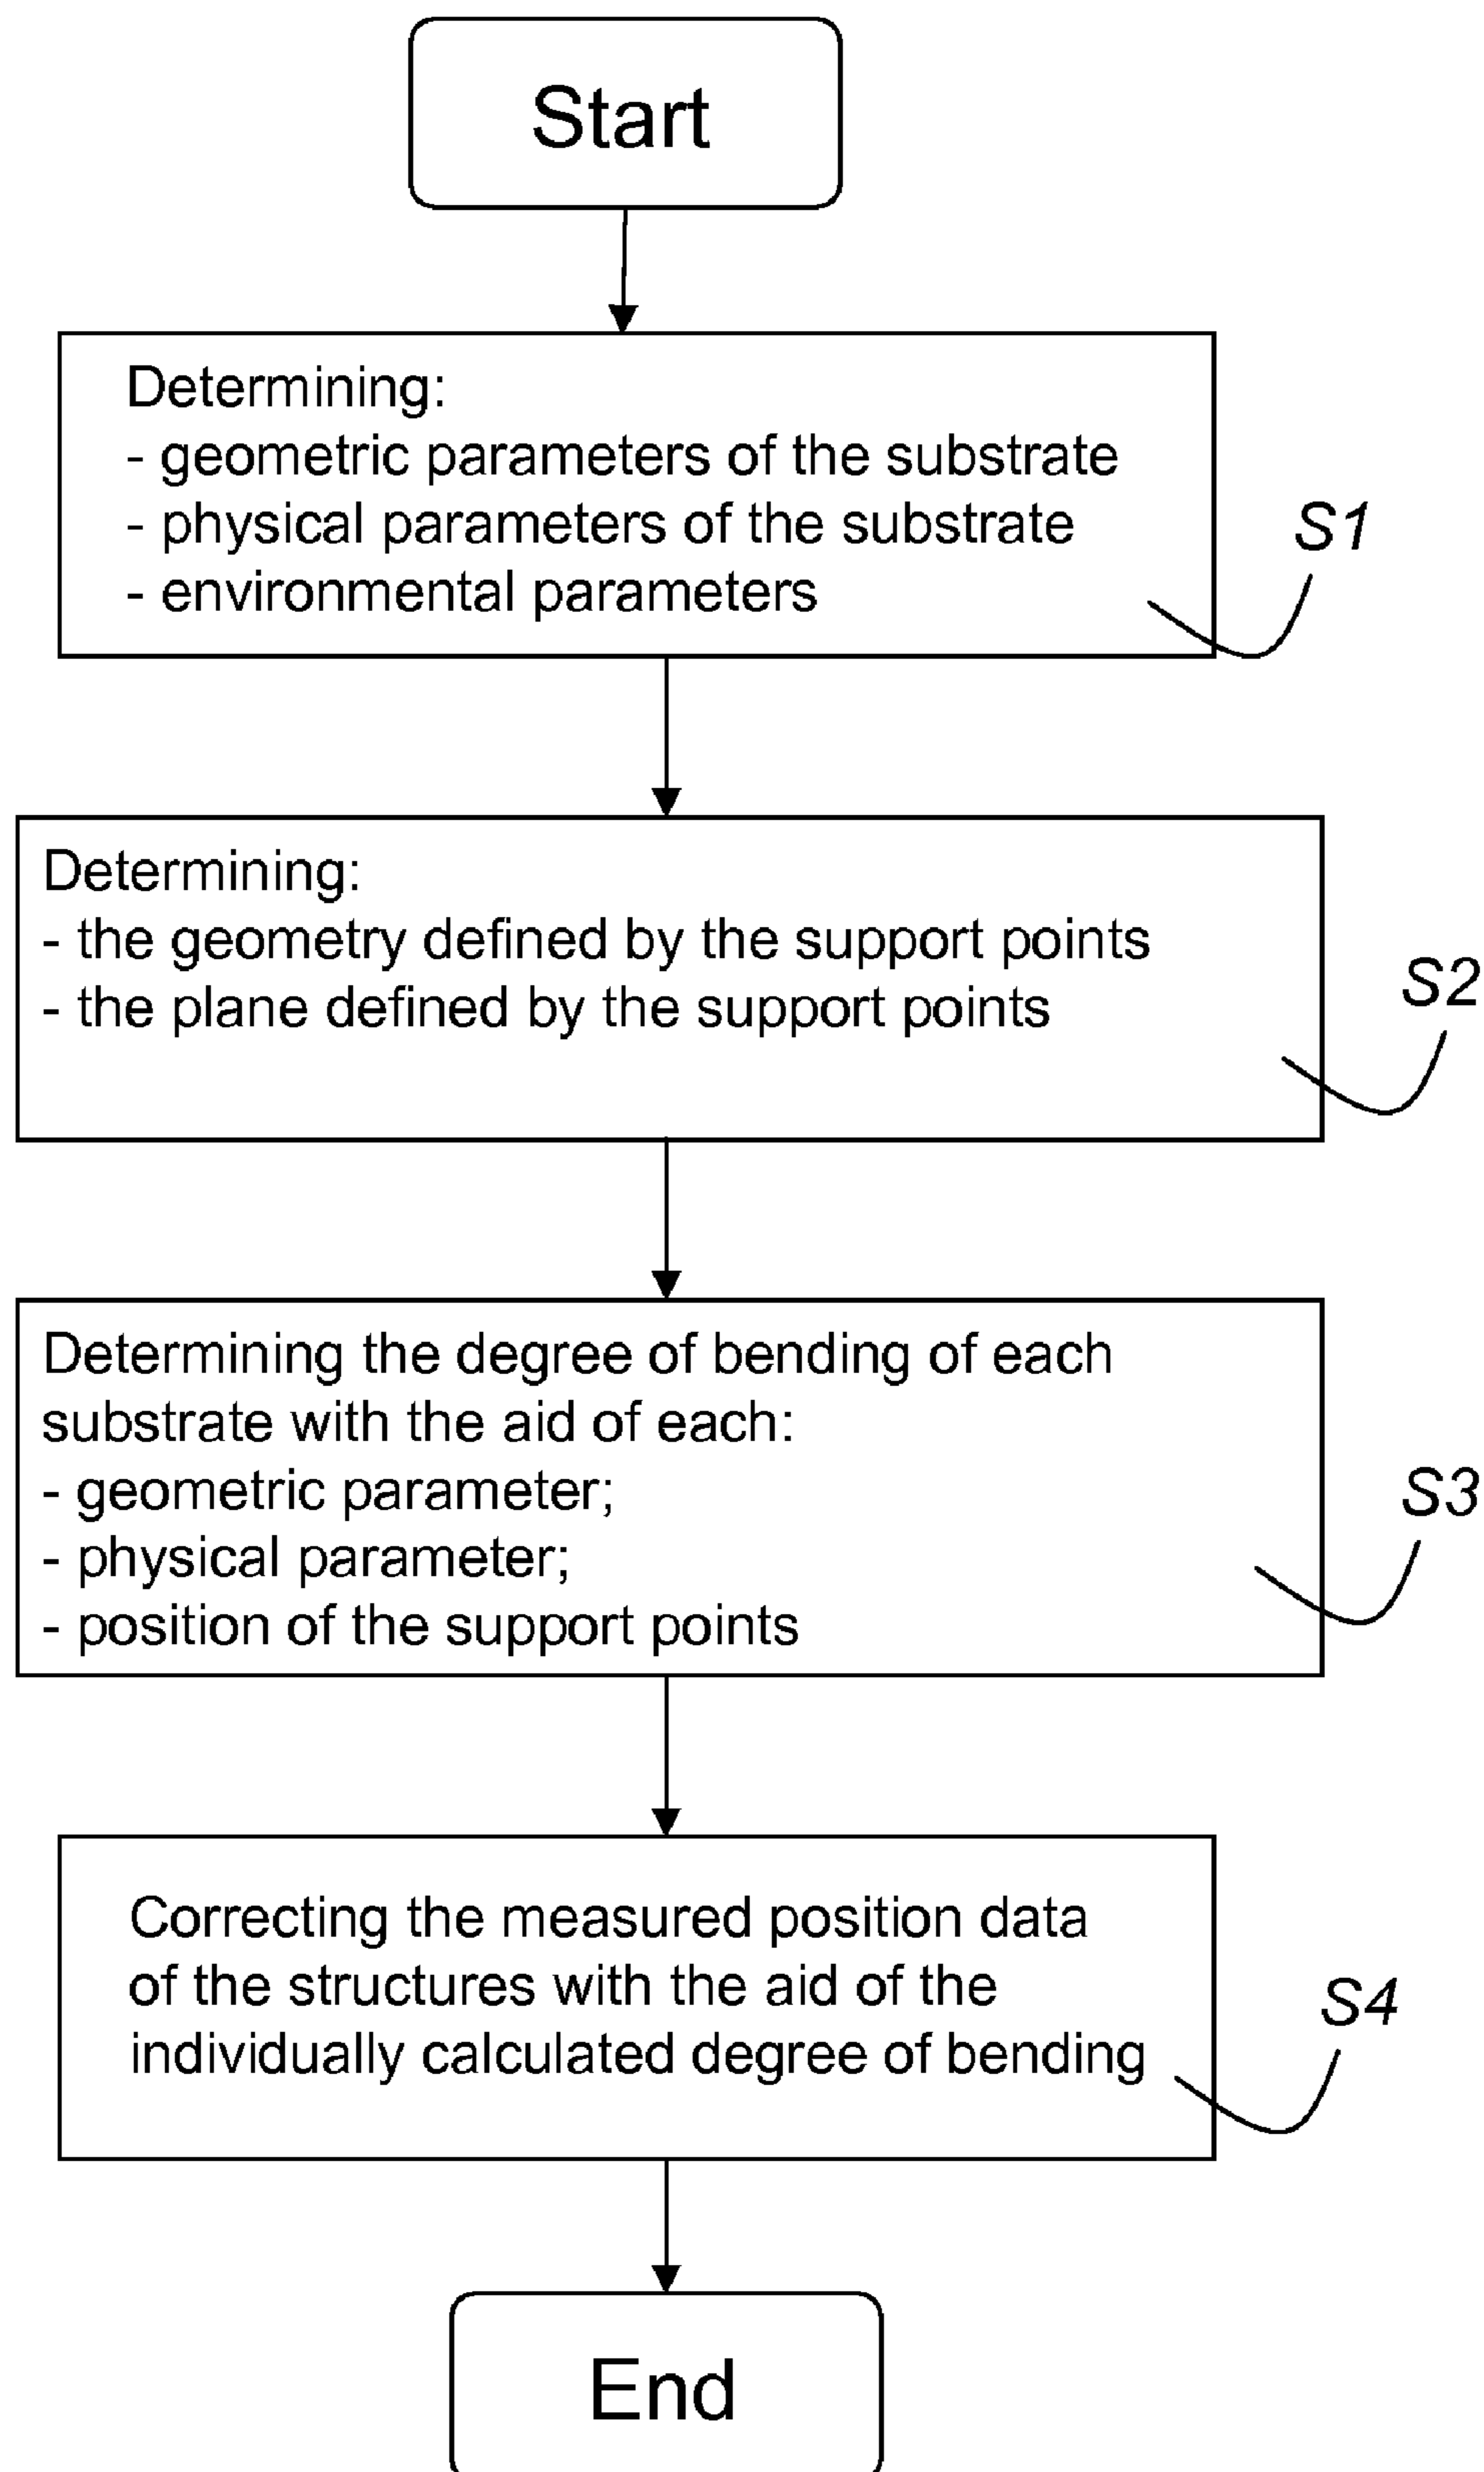 Start
Determining:
- geometric parameters of the substrate
- physical parameters of the substrate
- environmental parameters
S1
Determining:
- the geometry defined by the support points
- the plane defined by the support points
S2
Determining the degree of bending of each
substrate with the aid of each:
- geometric parameter;
- physical parameter;
- position of the support points
S3
Correcting the measured position data
of the structures with the aid of the
individually calculated degree of bending
S4
End